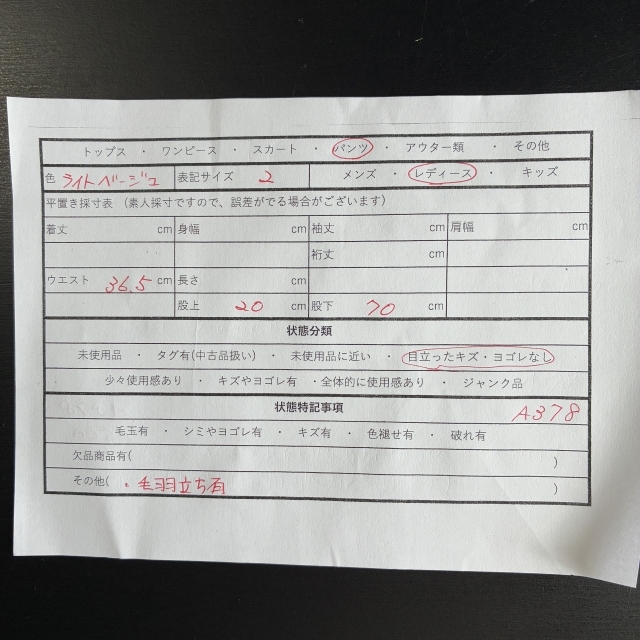 トップス ・ ワンピース ・ スカート ・ パンツ ・ アウター類 ・ その他
色 ライトベージュ 表記サイズ 2 メンズ ・ レディース ・ キッズ
平置き採寸表 (素人採寸ですので、誤差がでる場合がございます)
着丈 cm 身幅 cm 袖丈 cm 肩幅 cm
裄丈 cm
ウエスト 36.5 cm 長さ cm
股上 20 cm 股下 70 cm
状態分類
未使用品 ・ タグ有(中古品扱い) ・ 未使用品に近い ・ 目立ったキズ・ヨゴレなし
少々使用感あり ・ キズやヨゴレ有 ・全体的に使用感あり ・ ジャンク品
状態特記事項 A378
毛玉有 ・ シミやヨゴレ有 ・ キズ有 ・ 色褪せ有 ・ 破れ有
欠品商品有( )
その他( ・毛羽立ち有 )